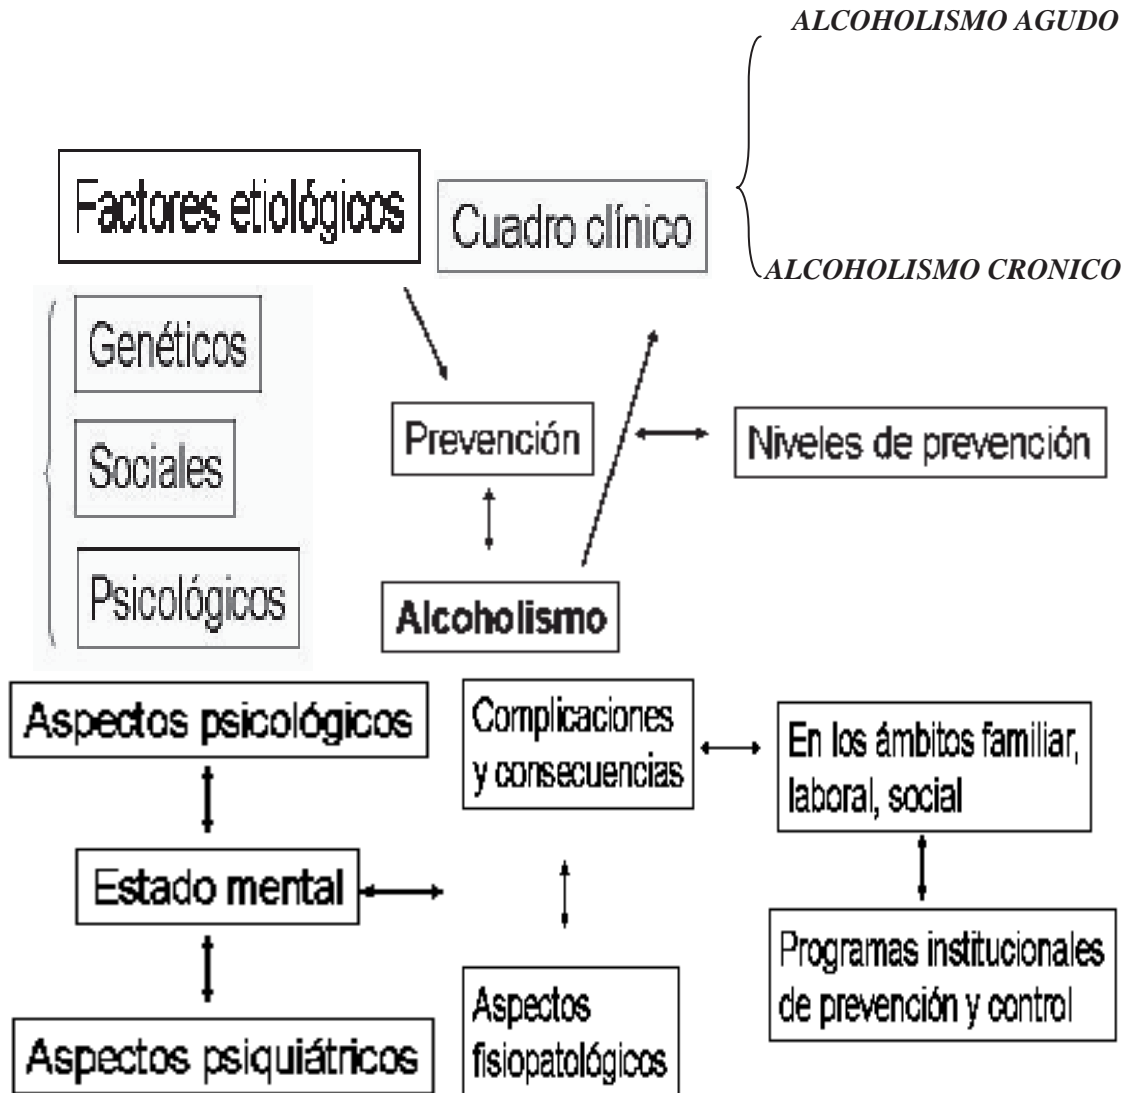 ALCOHOLISMO AGUDO
Factores etiológicos
Cuadro clínico
ALCOHOLISMO CRONICO
Genéticos
Sociales
Psicológicos
Prevención
Niveles de prevención
Alcoholismo
Aspectos psicológicos
Complicaciones
y consecuencias
En los ámbitos familiar,
laboral, social
Estado mental
Programas institucionales
de prevención y control
Aspectos psiquiátricos
Aspectos
fisiopatológicos